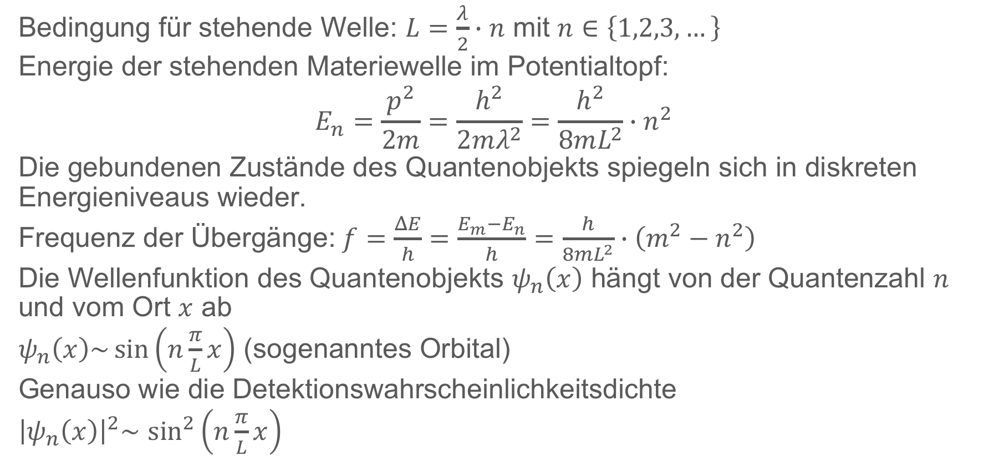 Bedingung für stehende Welle: $L = \frac{\lambda}{2} \cdot n$ mit $n \in \{1,2,3, \dots\}$
Energie der stehenden Materiewelle im Potentialtopf:
$E_n = \frac{p^2}{2m} = \frac{h^2}{2m\lambda^2} = \frac{h^2}{8mL^2} \cdot n^2$
Die gebundenen Zustände des Quantenobjekts spiegeln sich in diskreten
Energieniveaus wieder.
Frequenz der Übergänge: $f = \frac{\Delta E}{h} = \frac{E_m - E_n}{h} = \frac{h}{8mL^2} \cdot (m^2 - n^2)$
Die Wellenfunktion des Quantenobjekts $\psi_n(x)$ hängt von der Quantenzahl $n$
und vom Ort $x$ ab
$\psi_n(x) \sim \sin\left(n\frac{\pi}{L}x\right)$ (sogenanntes Orbital)
Genauso wie die Detektionswahrscheinlichkeitsdichte
$|\psi_n(x)|^2 \sim \sin^2\left(n\frac{\pi}{L}x\right)$